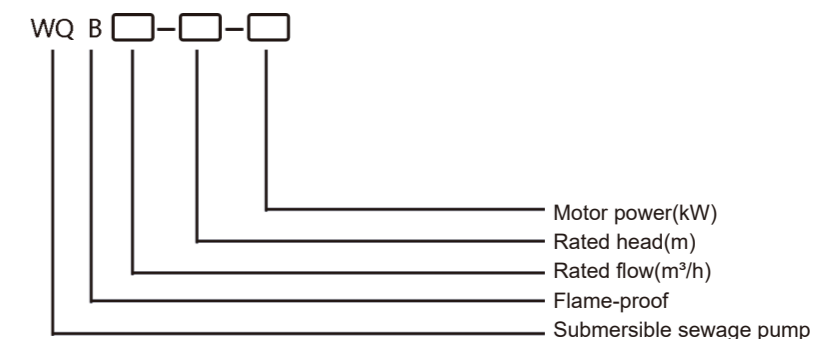 WQ B - -
Motor power(kW)
Rated head(m)
Rated flow(m³/h)
Flame-proof
Submersible sewage pump